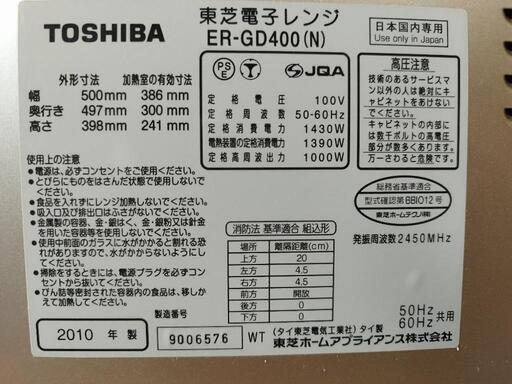 TOSHIBA
東芝電子レンジ
ER-GD400(N)
日本国内専用
Use only in Japan
外形寸法 加熱室の有効寸法
幅 500mm 386mm
奥行き 497mm 300mm
高さ 398mm 241mm
PSE JQA
定格電圧 100V
定格周波数 50-60Hz
定格消費電力 1430W
電熱装置の定格消費電力 1390W
定格高周波出力 1000W
高圧注意
技術のあるサービスマン以外の人は絶対にキャビネットをあけないでください。
キャビネットの内部には数千ボルトの高電圧部分があり、万一さわると危険です。
総務省基準適合
型式確認第BBI012号
東芝ホームテクノ(株)
発振周波数2450MHz
使用上の注意
●電源は、必ずコンセントをご使用ください。
●とびらにものをはさんだ状態で使用しないでください。
●食品を入れずにレンジ加熱しないでください。
●吸入口及び排出口はふさがないでください。
●金属製の容器、金・銀はく、金・銀粉又は針金を用いた容器を使わないでください。
●使用中前面のガラスに水がかかると割れる恐れがありますので、水がかからないようにしてください。
●掃除をするときには、電源プラグを必ずコンセントから抜いてください。
●びん詰等密封された容器内の食品は、移しかえて加熱してください。
消防法 基準適合 組込形
場所 離隔距離(cm)
上方 20
左方 4.5
右方 4.5
前方 開放
後方 0
下方 0
50Hz 60Hz 共用
2010 年製
製造番号 9006576
WT (タイ東芝電気工業社) タイ製
東芝ホームアプライアンス株式会社